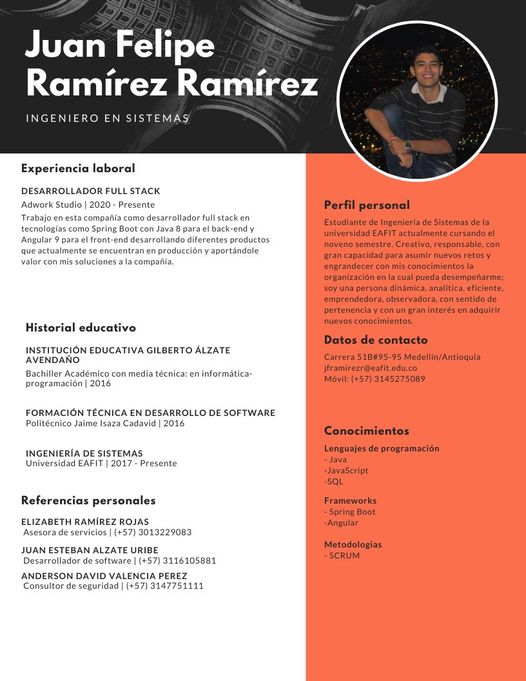 Juan Felipe
Ramírez Ramírez
INGENIERO EN SISTEMAS
Experiencia laboral
DESARROLLADOR FULL STACK
Adwork Studio | 2020 - Presente
Trabajo en esta compañía como desarrollador full stack en
tecnologías como Spring Boot con Java 8 para el back-end y
Angular 9 para el front-end desarrollando diferentes productos
que actualmente se encuentran en producción y aportándole
valor con mis soluciones a la compañía.
Historial educativo
INSTITUCIÓN EDUCATIVA GILBERTO ÁLZATE
AVENDAÑO
Bachiller Académico con media técnica: en informática-
programación | 2016
FORMACIÓN TÉCNICA EN DESARROLLO DE SOFTWARE
Politécnico Jaime Isaza Cadavid | 2016
INGENIERÍA DE SISTEMAS
Universidad EAFIT | 2017 - Presente
Referencias personales
ELIZABETH RAMÍREZ ROJAS
Asesora de servicios | (+57) 3013229083
JUAN ESTEBAN ALZATE URIBE
Desarrollador de software | (+57) 3116105881
ANDERSON DAVID VALENCIA PEREZ
Consultor de seguridad | (+57) 3147751111
Perfil personal
Estudiante de Ingeniería de Sistemas de la
universidad EAFIT actualmente cursando el
noveno semestre. Creativo, responsable, con
gran capacidad para asumir nuevos retos y
engrandecer con mis conocimientos la
organización en la cual pueda desempeñarme;
soy una persona dinámica, analítica, eficiente,
emprendedora, observadora, con sentido de
pertenencia y con un gran interés en adquirir
nuevos conocimientos.
Datos de contacto
Carrera 51B#95-95 Medellín/Antioquia
jframirezr@eafit.edu.co
Móvil: (+57) 3145275089
Conocimientos
Lenguajes de programación
- Java
-JavaScript
-SQL
Frameworks
- Spring Boot
-Angular
Metodologias
- SCRUM